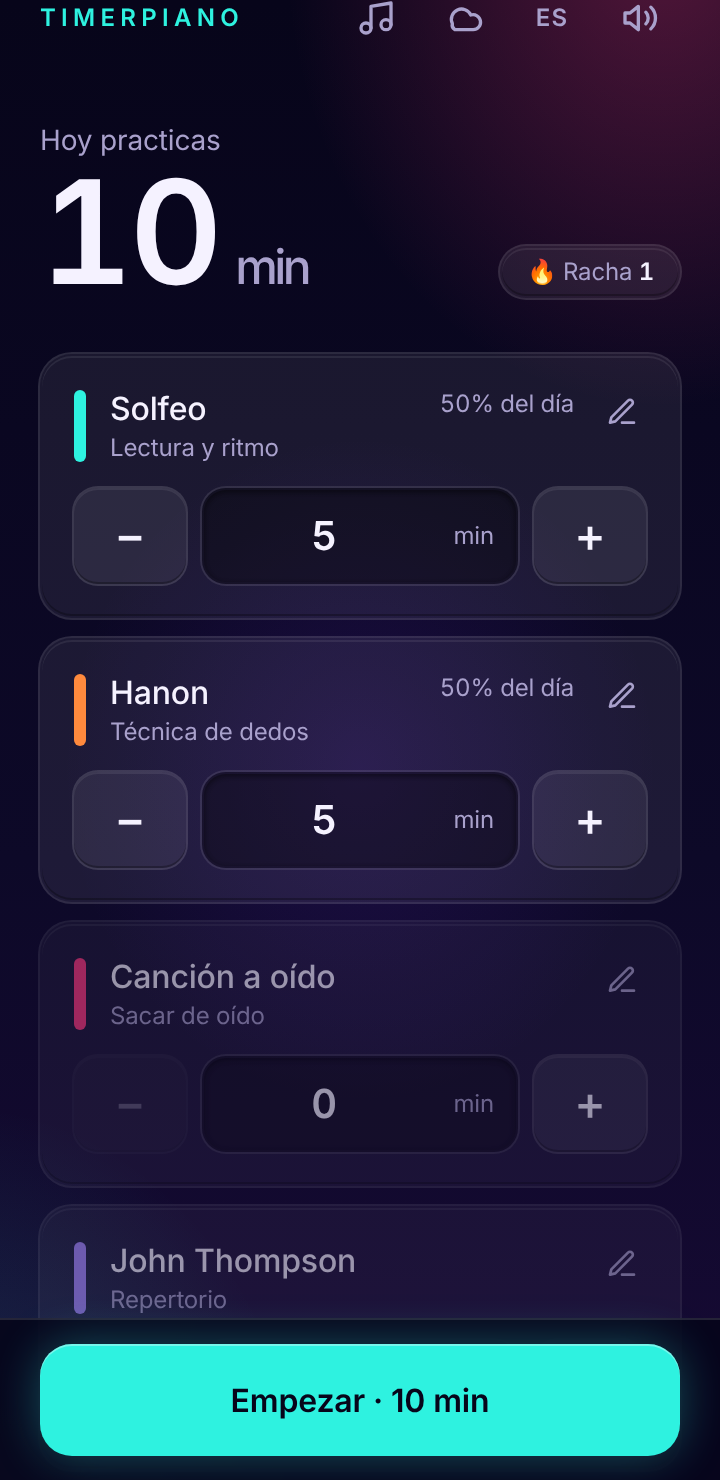 TIMERPIANO ES
Hoy practicas
10 min
🔥 Racha 1
Solfeo 50% del día
Lectura y ritmo
− 5 min +
Hanon 50% del día
Técnica de dedos
− 5 min +
Canción a oído
Sacar de oído
− 0 min +
John Thompson
Repertorio
Empezar · 10 min